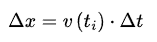 Δx = v (tᵢ) · Δt